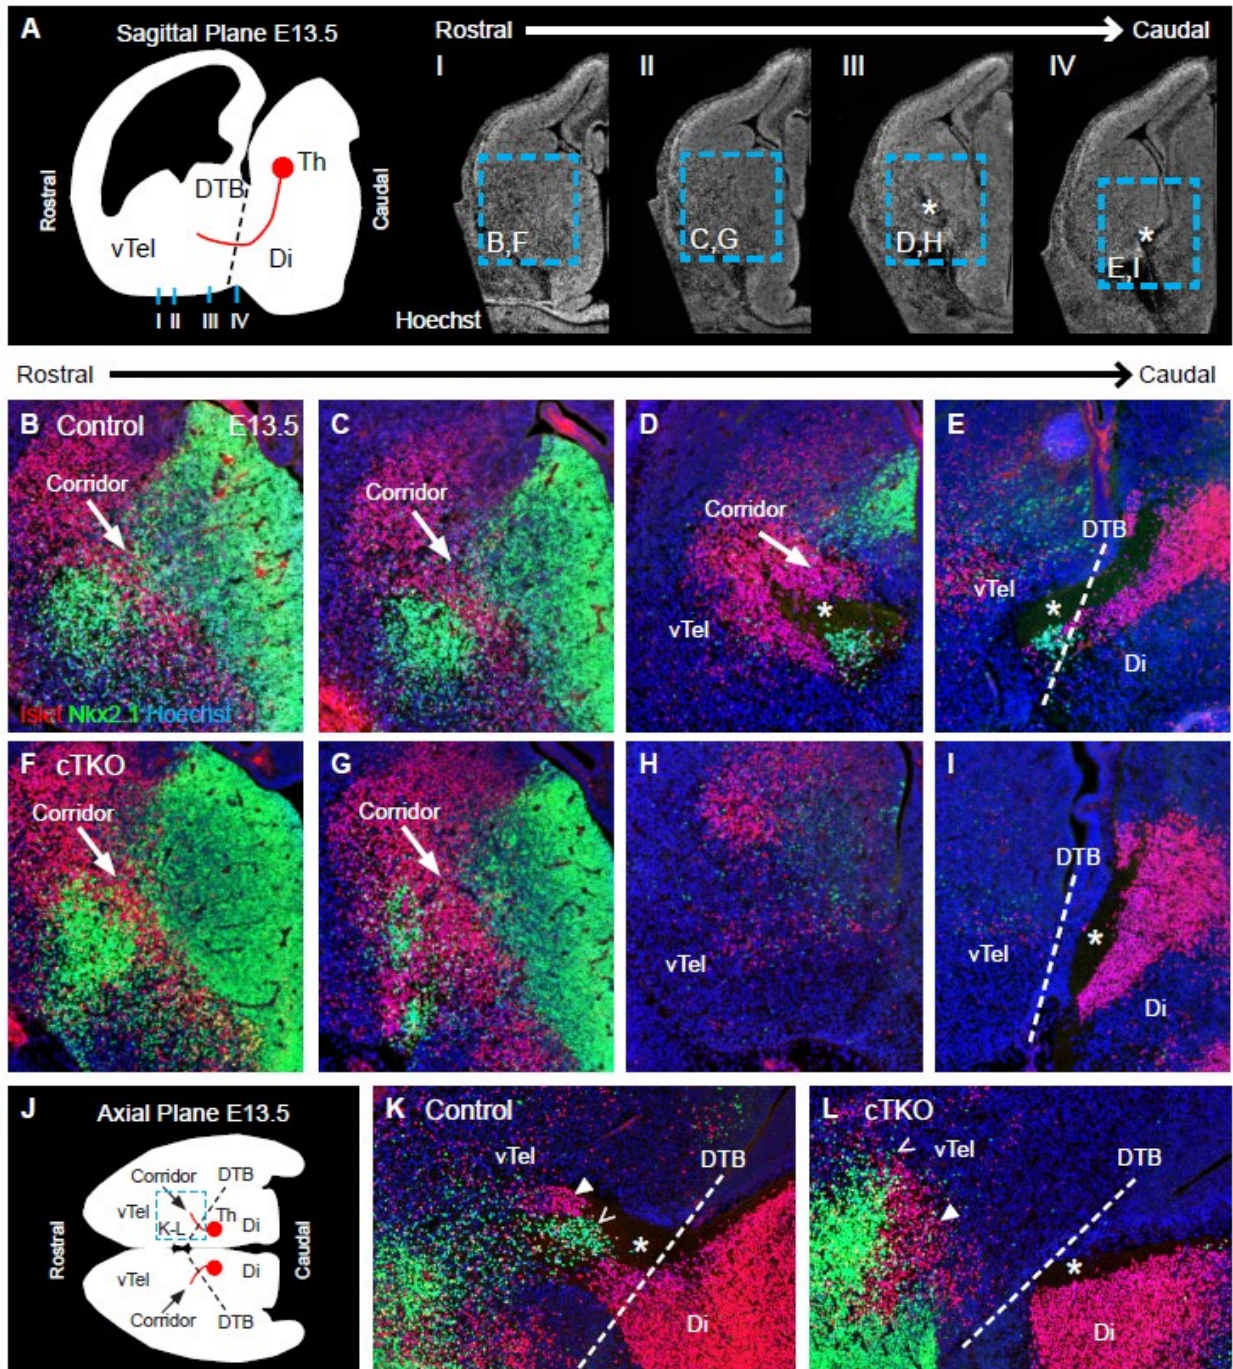 A
Sagittal Plane E13.5
Rostral
Caudal
I
II
III
IV
Rostral
DTB
Th
Caudal
vTel
Di
I II III IV
B,F
C,G
D,H
E,I
*
*
Hoechst
Rostral
Caudal
B Control E13.5
Corridor
Islet Nkx2.1 Hoechst
C
Corridor
D
Corridor
*
vTel
E
DTB
vTel
*
Di
F cTKO
Corridor
G
Corridor
H
vTel
I
DTB
*
vTel
Di
J
Axial Plane E13.5
Corridor
DTB
vTel
Th
K-L
Di
Rostral
Caudal
vTel
Di
Corridor
DTB
K Control
vTel
DTB
*
Di
L cTKO
vTel
DTB
*
Di